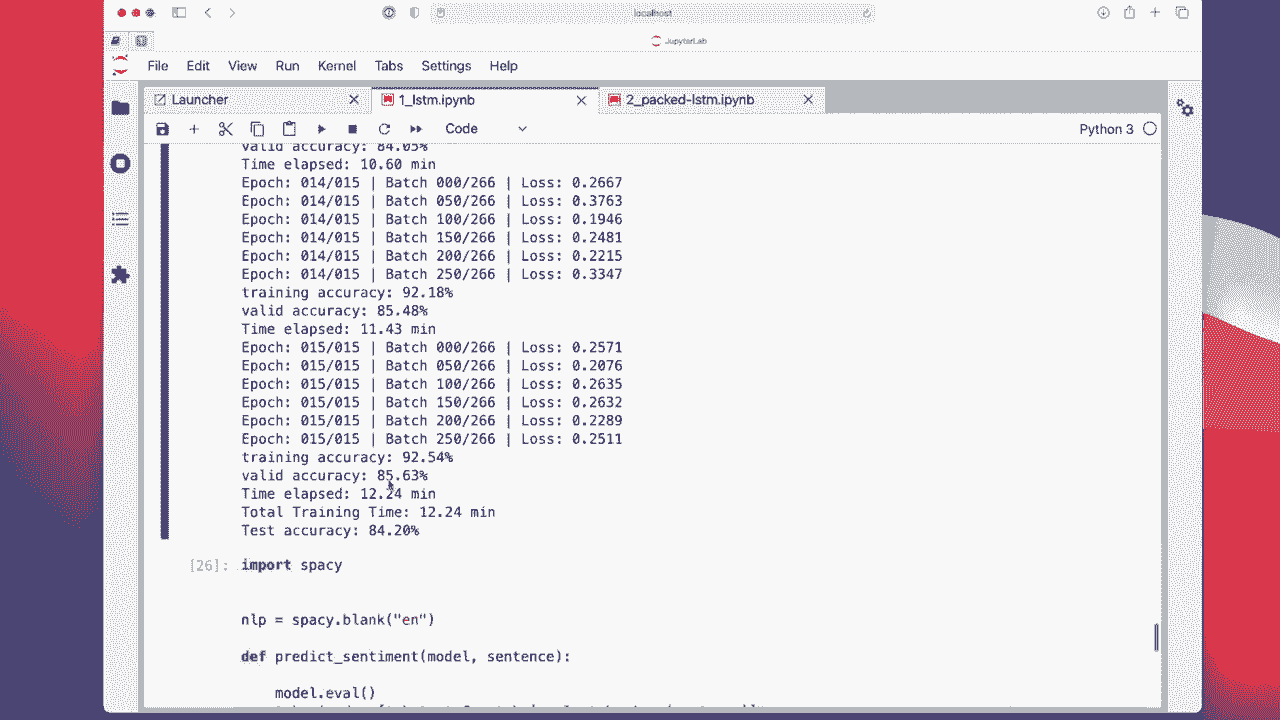 localhost
JupyterLab
File Edit View Run Kernel Tabs Settings Help
Launcher 1_lstm.ipynb 2_packed-lstm.ipynb
Code Python 3
valid accuracy: 84.05%
Time elapsed: 10.60 min
Epoch: 014/015 | Batch 000/266 | Loss: 0.2667
Epoch: 014/015 | Batch 050/266 | Loss: 0.3763
Epoch: 014/015 | Batch 100/266 | Loss: 0.1946
Epoch: 014/015 | Batch 150/266 | Loss: 0.2481
Epoch: 014/015 | Batch 200/266 | Loss: 0.2215
Epoch: 014/015 | Batch 250/266 | Loss: 0.3347
training accuracy: 92.18%
valid accuracy: 85.48%
Time elapsed: 11.43 min
Epoch: 015/015 | Batch 000/266 | Loss: 0.2571
Epoch: 015/015 | Batch 050/266 | Loss: 0.2076
Epoch: 015/015 | Batch 100/266 | Loss: 0.2635
Epoch: 015/015 | Batch 150/266 | Loss: 0.2632
Epoch: 015/015 | Batch 200/266 | Loss: 0.2289
Epoch: 015/015 | Batch 250/266 | Loss: 0.2511
training accuracy: 92.54%
valid accuracy: 85.63%
Time elapsed: 12.24 min
Total Training Time: 12.24 min
Test accuracy: 84.20%
[26]: import spacy
nlp = spacy.blank("en")
def predict_sentiment(model, sentence):
model.eval()